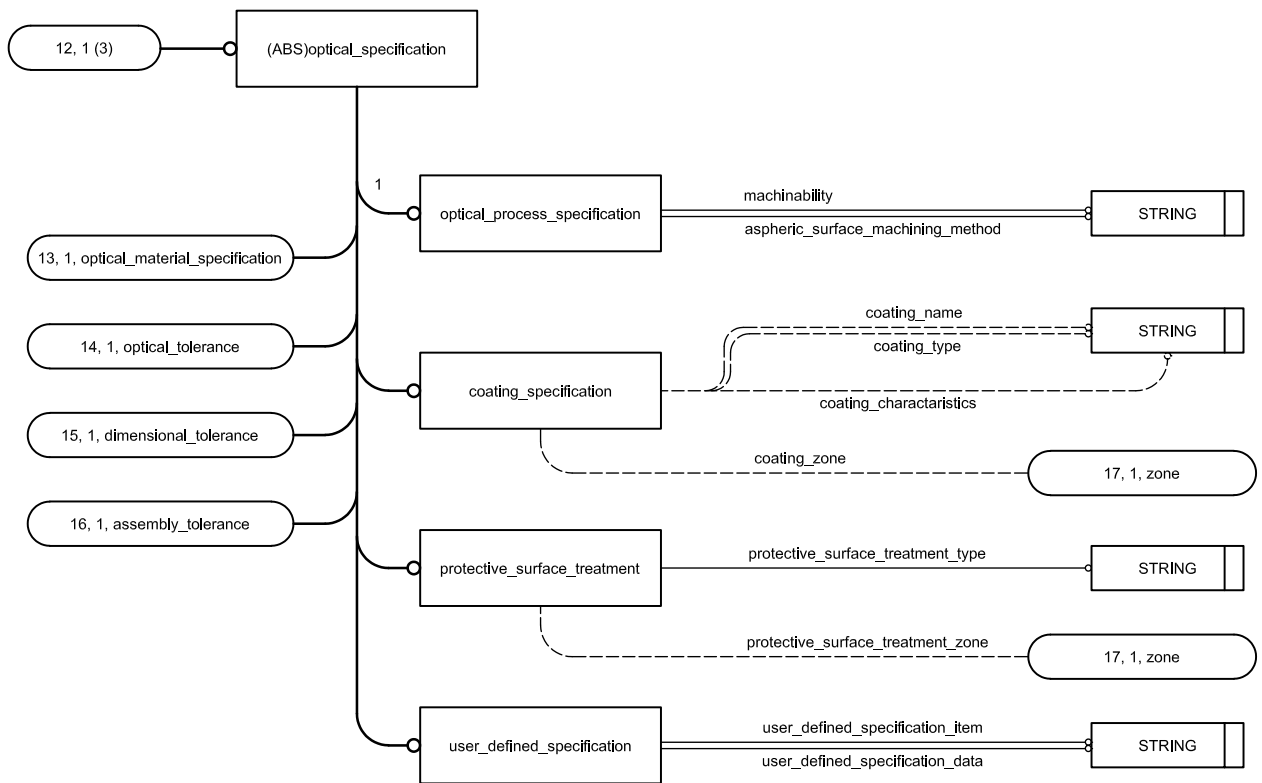 12, 1 (3)
(ABS)optical_specification
1
optical_process_specification
machinability
aspheric_surface_machining_method
STRING
13, 1, optical_material_specification
14, 1, optical_tolerance
coating_specification
coating_name
coating_type
coating_charactaristics
STRING
15, 1, dimensional_tolerance
coating_zone
17, 1, zone
16, 1, assembly_tolerance
protective_surface_treatment
protective_surface_treatment_type
STRING
protective_surface_treatment_zone
17, 1, zone
user_defined_specification
user_defined_specification_item
user_defined_specification_data
STRING